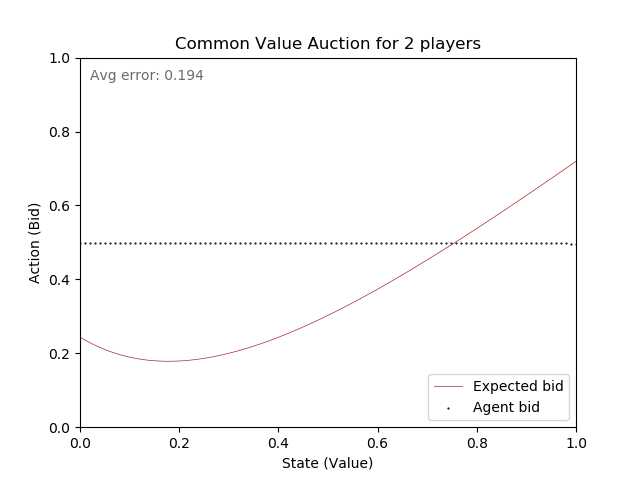 Common Value Auction for 2 players
Avg error: 0.194
1.0
0.8
0.6
0.4
0.2
0.0
Action (Bid)
Expected bid
Agent bid
0.0 0.2 0.4 0.6 0.8 1.0
State (Value)